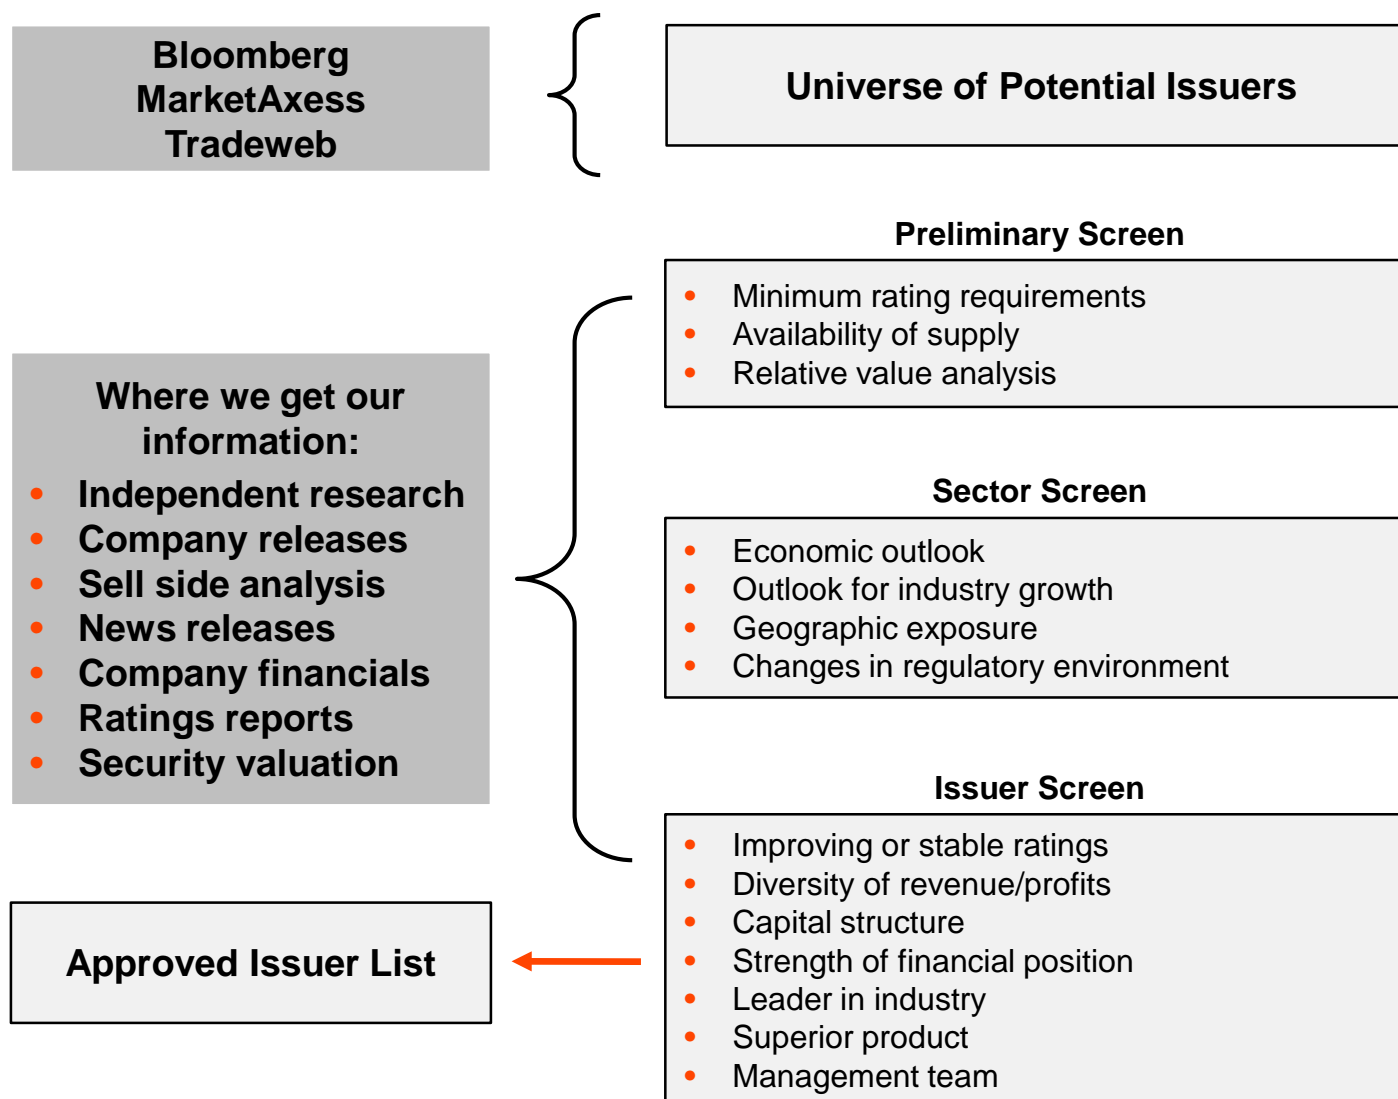 Bloomberg
MarketAxess
Tradeweb
Universe of Potential Issuers
Preliminary Screen
• Minimum rating requirements
• Availability of supply
• Relative value analysis
Where we get our
information:
• Independent research
• Company releases
• Sell side analysis
• News releases
• Company financials
• Ratings reports
• Security valuation
Sector Screen
• Economic outlook
• Outlook for industry growth
• Geographic exposure
• Changes in regulatory environment
Issuer Screen
• Improving or stable ratings
• Diversity of revenue/profits
• Capital structure
• Strength of financial position
• Leader in industry
• Superior product
• Management team
Approved Issuer List